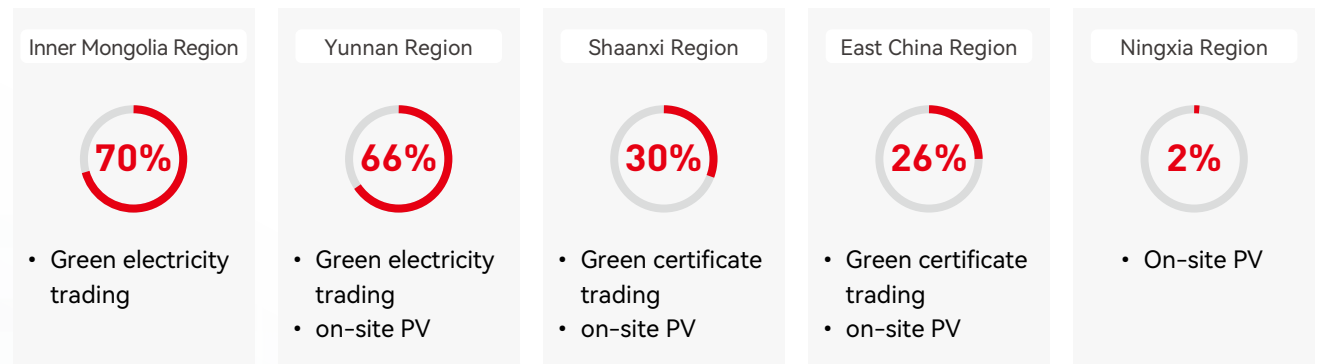 Inner Mongolia Region
70%
• Green electricity
trading
Yunnan Region
66%
• Green electricity
trading
• on-site PV
Shaanxi Region
30%
• Green certificate
trading
• on-site PV
East China Region
26%
• Green certificate
trading
• on-site PV
Ningxia Region
2%
• On-site PV